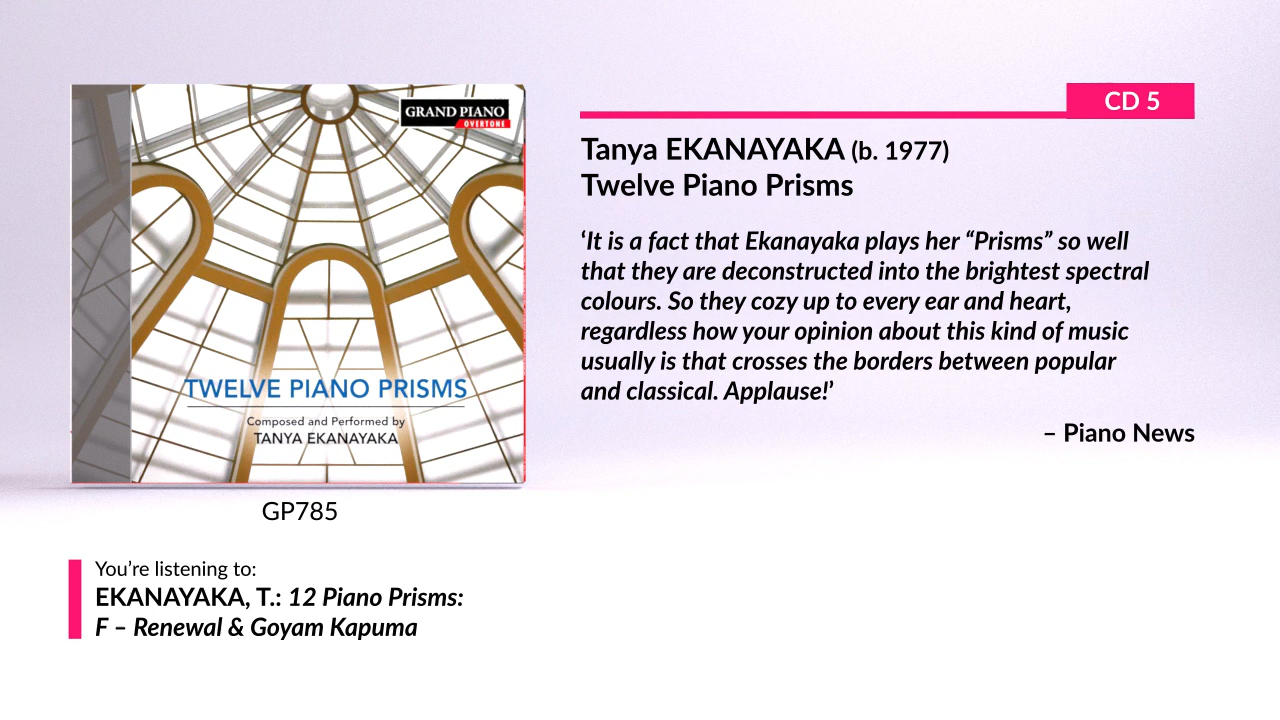 GRAND PIANO
OVERTONE
TWELVE PIANO PRISMS
Composed and Performed by
TANYA EKANAYAKA
GP785
You’re listening to:
EKANAYAKA, T.: 12 Piano Prisms:
F – Renewal & Goyam Kapuma
CD 5
Tanya EKANAYAKA (b. 1977)
Twelve Piano Prisms
‘It is a fact that Ekanayaka plays her “Prisms” so well
that they are deconstructed into the brightest spectral
colours. So they cozy up to every ear and heart,
regardless how your opinion about this kind of music
usually is that crosses the borders between popular
and classical. Applause!’
– Piano News